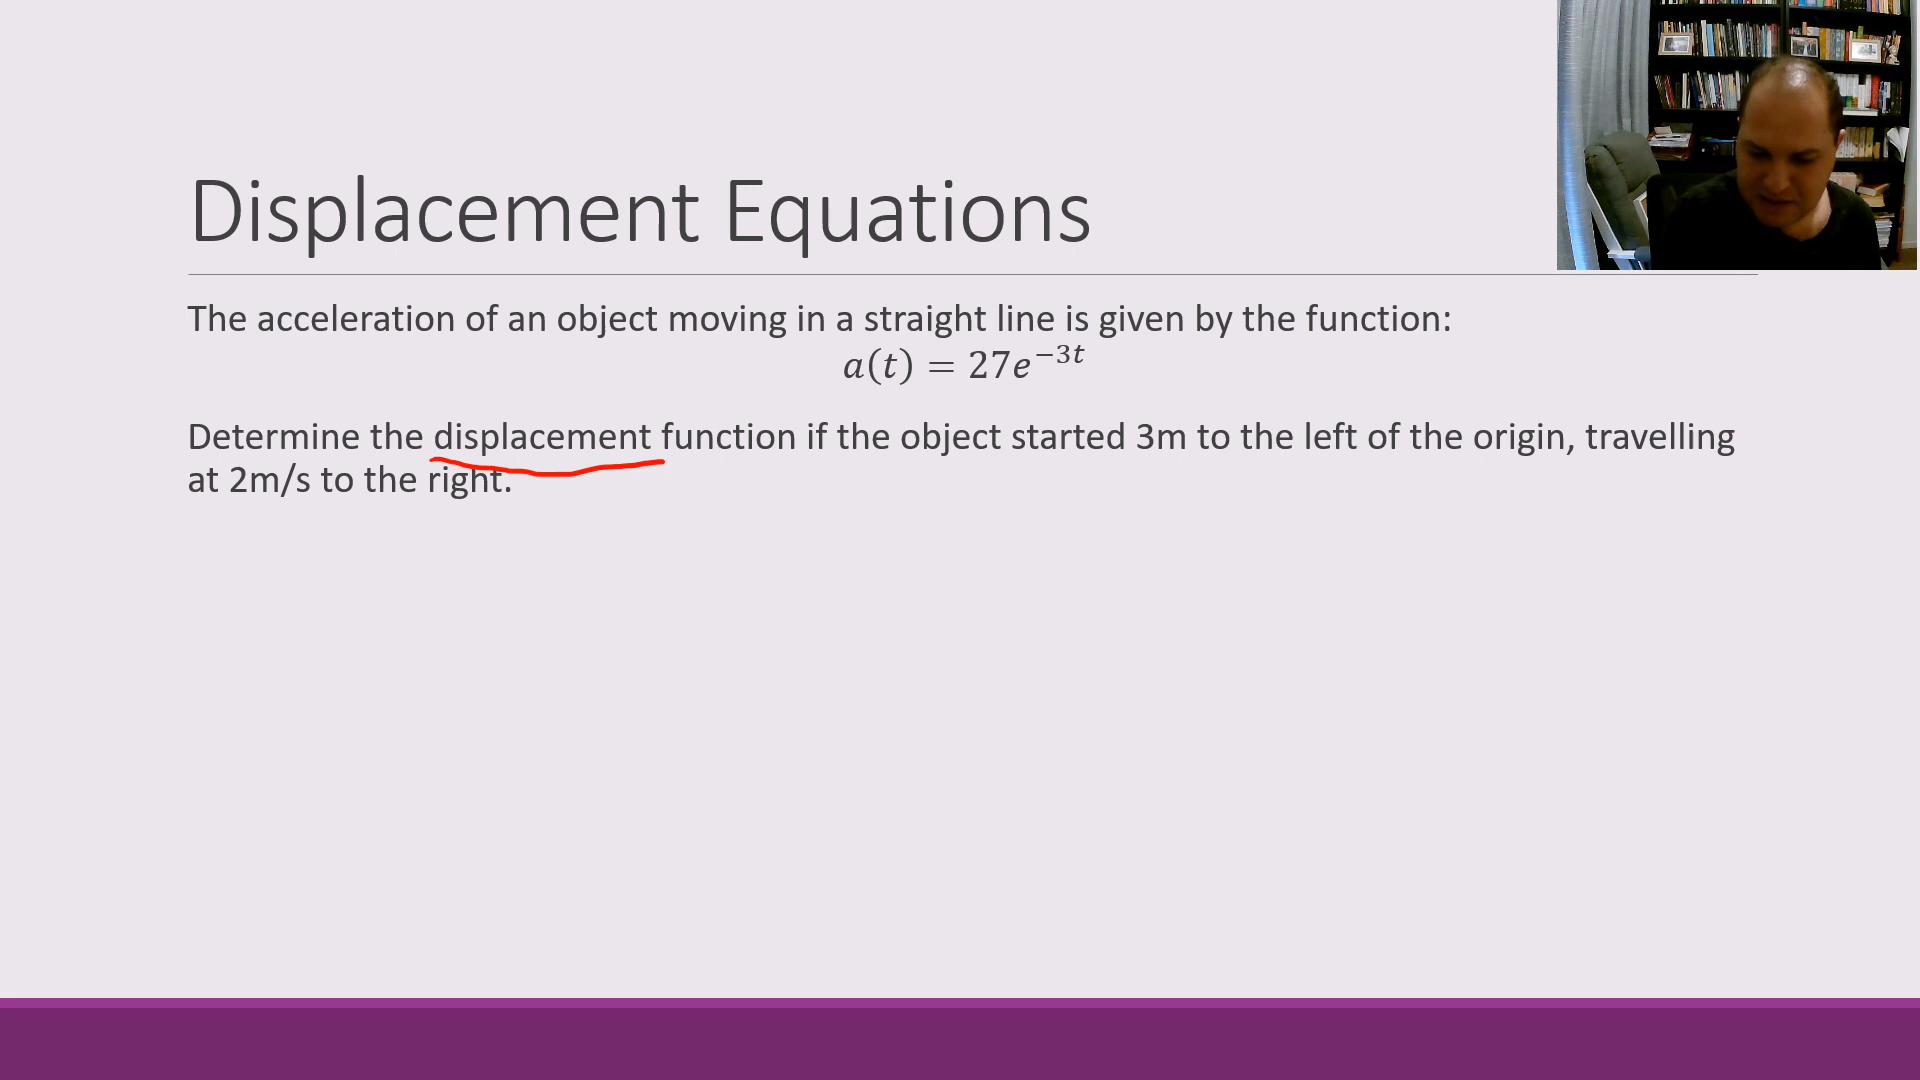 Displacement Equations
The acceleration of an object moving in a straight line is given by the function:
a(t) = 27e^{-3t}
Determine the displacement function if the object started 3m to the left of the origin, travelling
at 2m/s to the right.